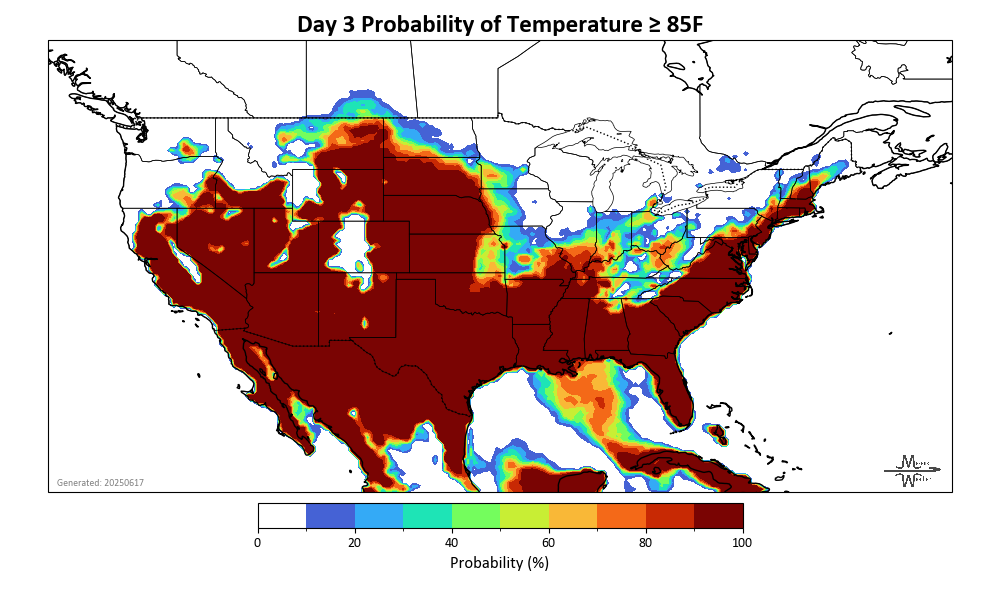 Day 3 Probability of Temperature ≥ 85F
Generated: 20250617
0 20 40 60 80 100
Probability (%)